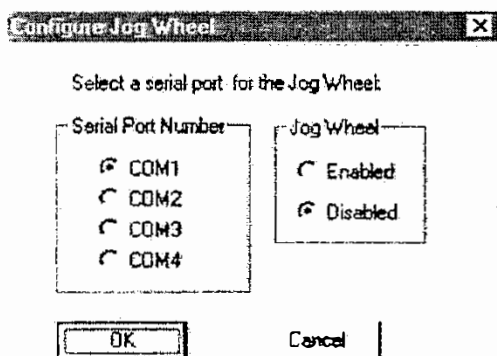 Configure Jog Wheel
Select a serial port for the Jog Wheel:
Serial Port Number
COM1
COM2
COM3
COM4
Jog Wheel
Enabled
Disabled
OK
Cancel